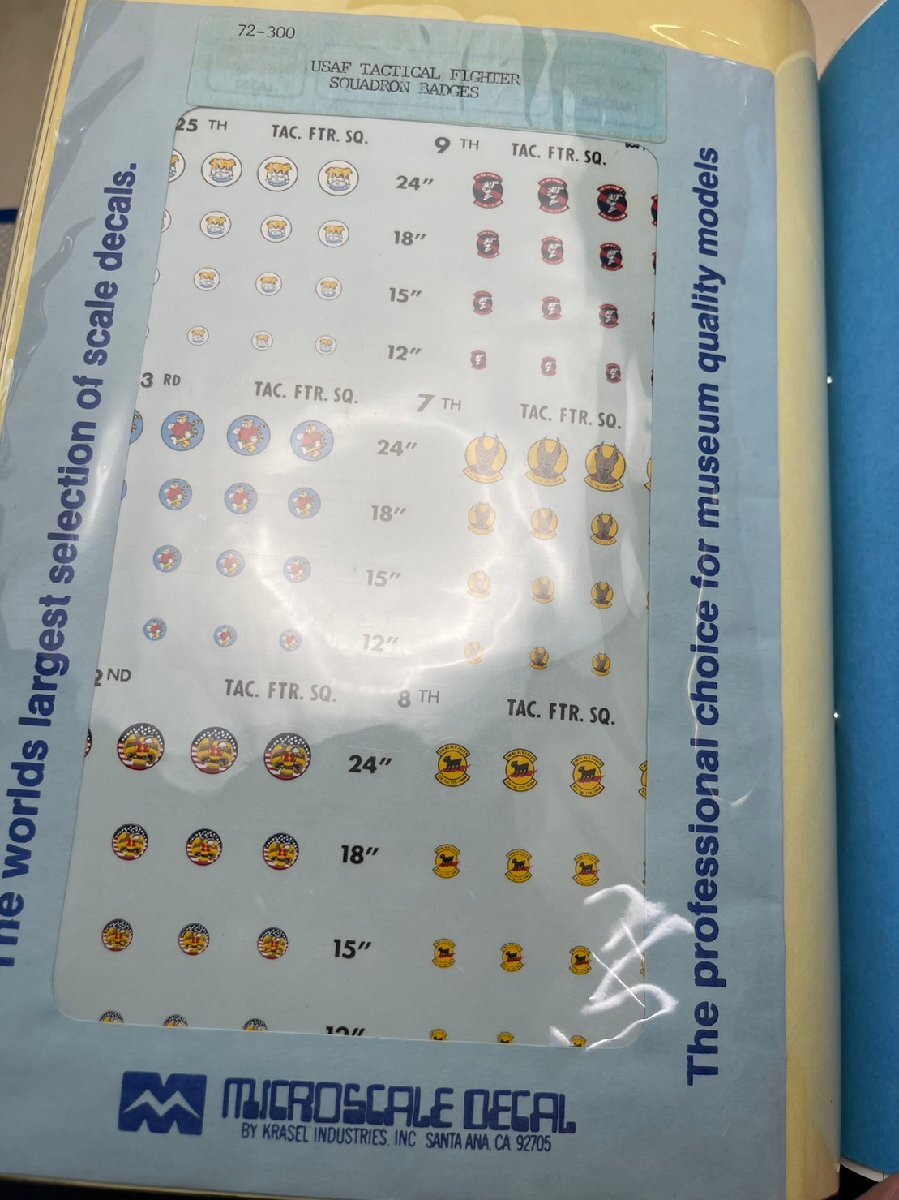 72-300
USAF TACTICAL FIGHTER
SQUADRON BADGES
25 TH TAC. FTR. SQ. 9 TH TAC. FTR. SQ.
24"
18"
15"
12"
3 RD TAC. FTR. SQ. 7 TH TAC. FTR. SQ.
24"
18"
15"
12"
2ND TAC. FTR. SQ. 8 TH TAC. FTR. SQ.
24"
18"
15"
12"
The worlds largest selection of scale decals.
The professional choice for museum quality models
MICROSCALE DECAL
BY KRASEL INDUSTRIES, INC SANTA ANA, CA. 92705